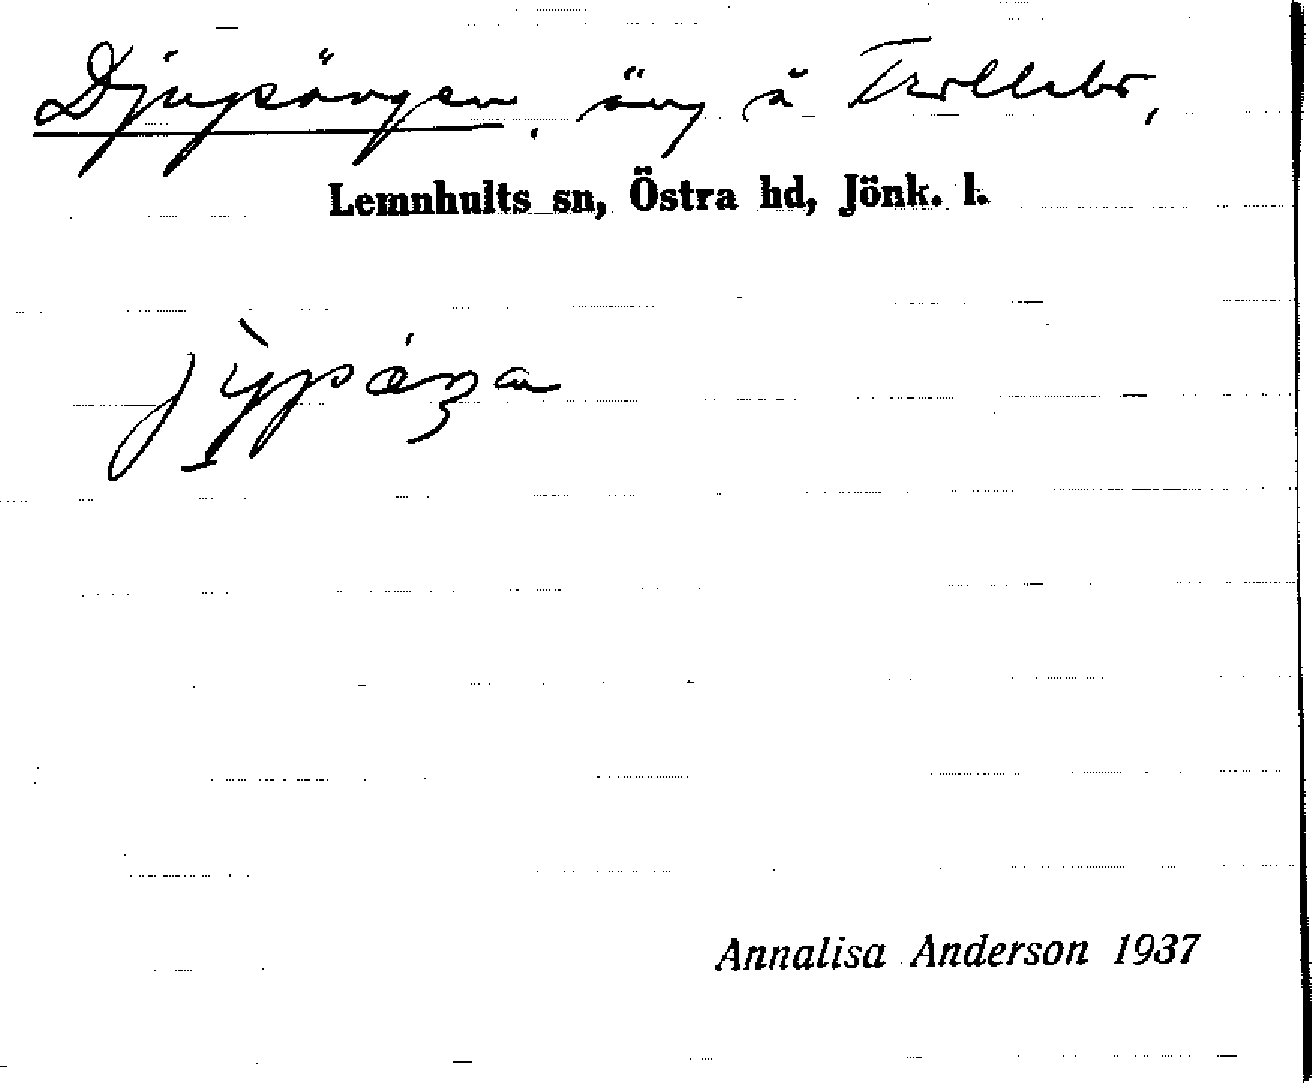 Djupängen, äng å Trollebo,
Lemnhults sn, Östra hd, Jönk. l.
Annalisa Anderson 1937